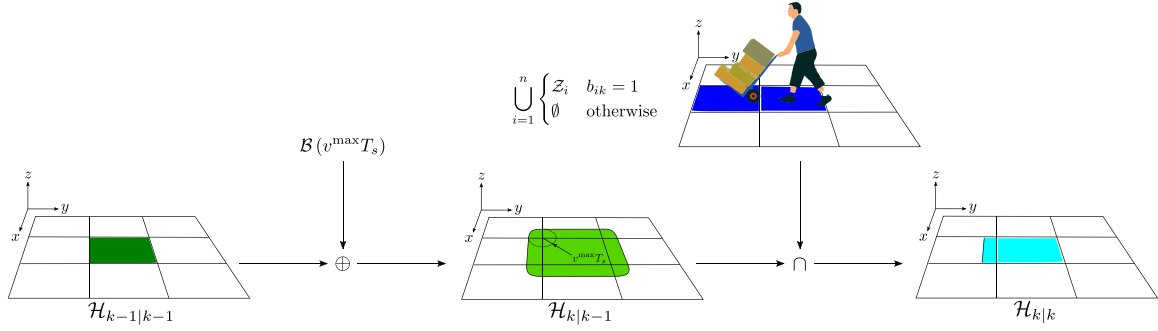 z
y
x
⋃_{i=1}^{n} { 𝒵_i b_{ik} = 1
∅ otherwise
ℬ (v^{max}T_s)
z
y
x
ℋ_{k−1|k−1}
⊕
z
y
x
v^{max}T_s
ℋ_{k|k−1}
∩
z
y
x
ℋ_{k|k}